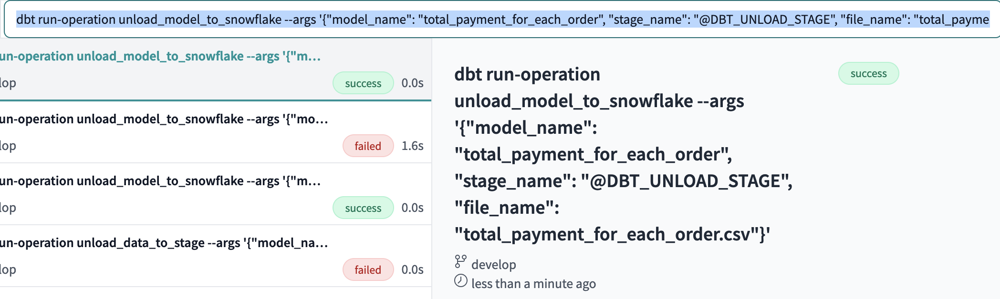 dbt run-operation unload_model_to_snowflake --args '{"model_name": "total_payment_for_each_order", "stage_name": "@DBT_UNLOAD_STAGE", "file_name": "total_payme
un-operation unload_model_to_snowflake --args '{"m...
lop
success 0.0s
un-operation unload_model_to_snowflake --args '{"mo...
lop
failed 1.6s
un-operation unload_model_to_snowflake --args '{"m...
lop
success 0.0s
un-operation unload_data_to_stage --args '{"model_na...
lop
failed 0.0s
dbt run-operation
unload_model_to_snowflake --args
'{"model_name":
"total_payment_for_each_order",
"stage_name": "@DBT_UNLOAD_STAGE",
"file_name":
"total_payment_for_each_order.csv"}'
success
develop
less than a minute ago